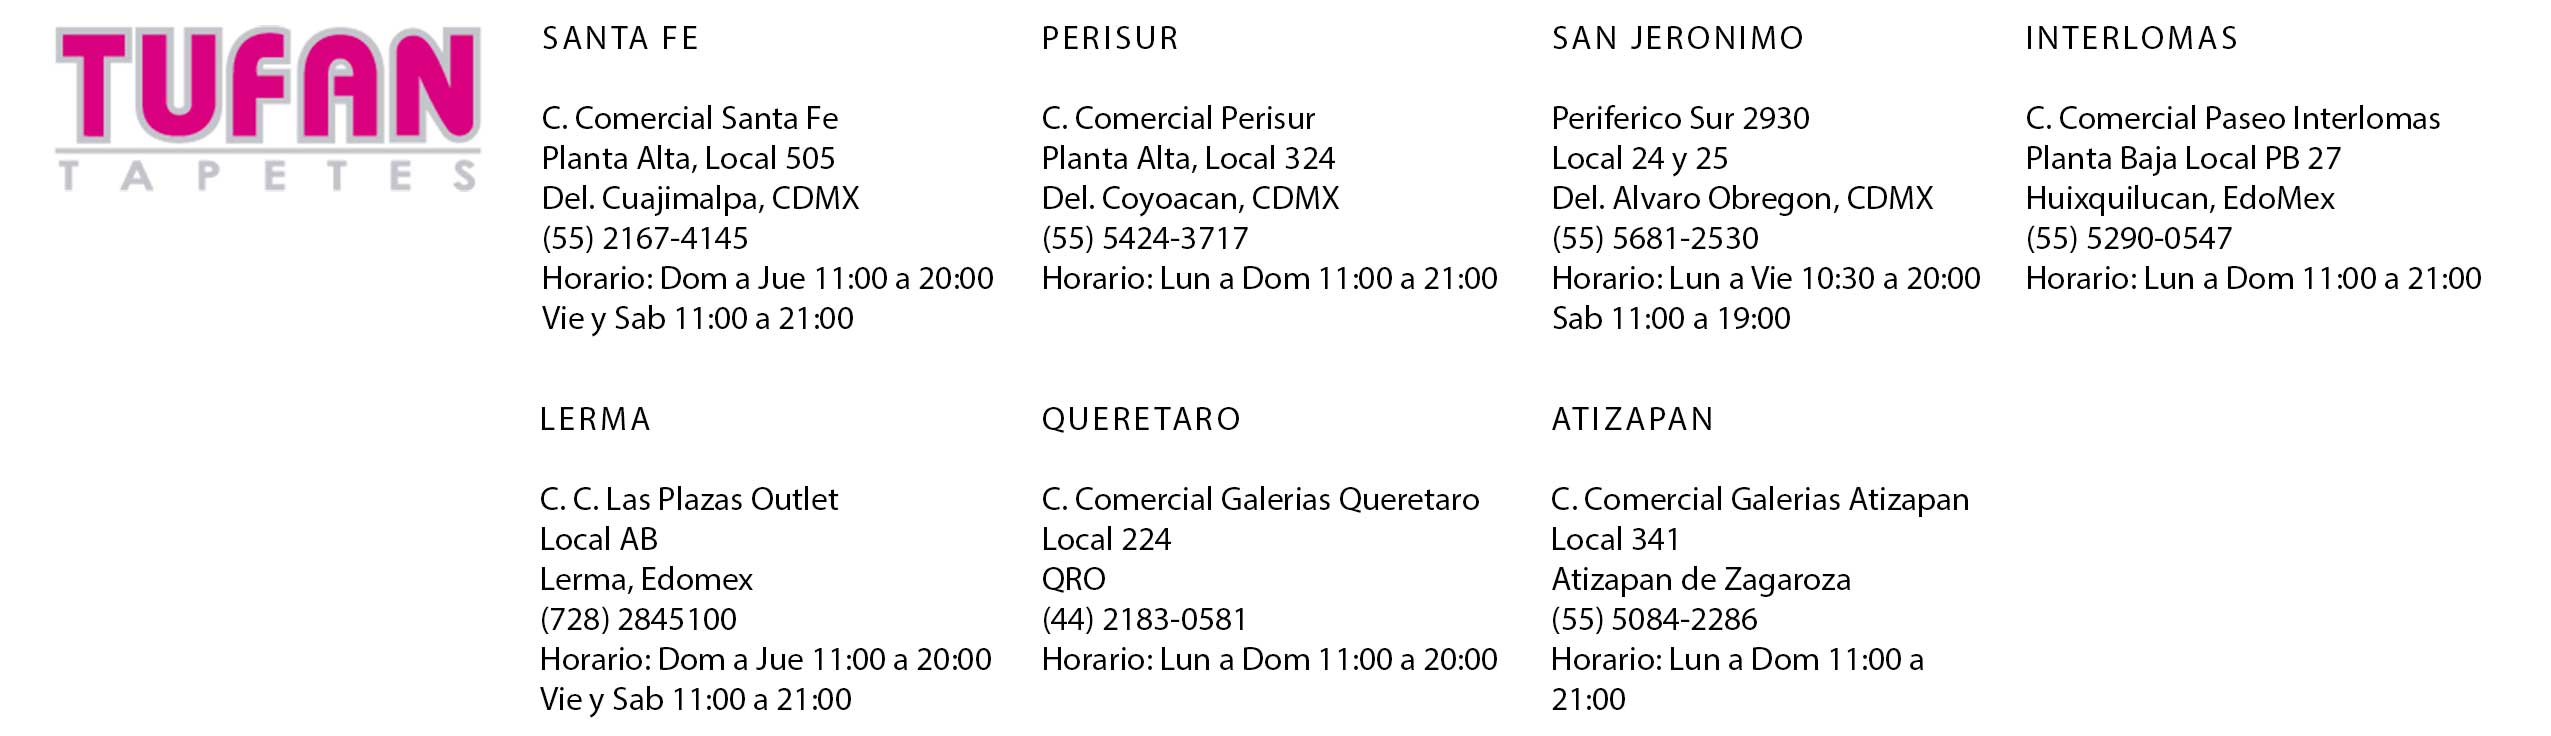 TUFAN
TAPETES
SANTA FE
C. Comercial Santa Fe
Planta Alta, Local 505
Del. Cuajimalpa, CDMX
(55) 2167-4145
Horario: Dom a Jue 11:00 a 20:00
Vie y Sab 11:00 a 21:00
PERISUR
C. Comercial Perisur
Planta Alta, Local 324
Del. Coyoacan, CDMX
(55) 5424-3717
Horario: Lun a Dom 11:00 a 21:00
SAN JERONIMO
Periferico Sur 2930
Local 24 y 25
Del. Alvaro Obregon, CDMX
(55) 5681-2530
Horario: Lun a Vie 10:30 a 20:00
Sab 11:00 a 19:00
INTERLOMAS
C. Comercial Paseo Interlomas
Planta Baja Local PB 27
Huixquilucan, EdoMex
(55) 5290-0547
Horario: Lun a Dom 11:00 a 21:00
LERMA
C. C. Las Plazas Outlet
Local AB
Lerma, Edomex
(728) 2845100
Horario: Dom a Jue 11:00 a 20:00
Vie y Sab 11:00 a 21:00
QUERETARO
C. Comercial Galerias Queretaro
Local 224
QRO
(44) 2183-0581
Horario: Lun a Dom 11:00 a 20:00
ATIZAPAN
C. Comercial Galerias Atizapan
Local 341
Atizapan de Zagaroza
(55) 5084-2286
Horario: Lun a Dom 11:00 a
21:00